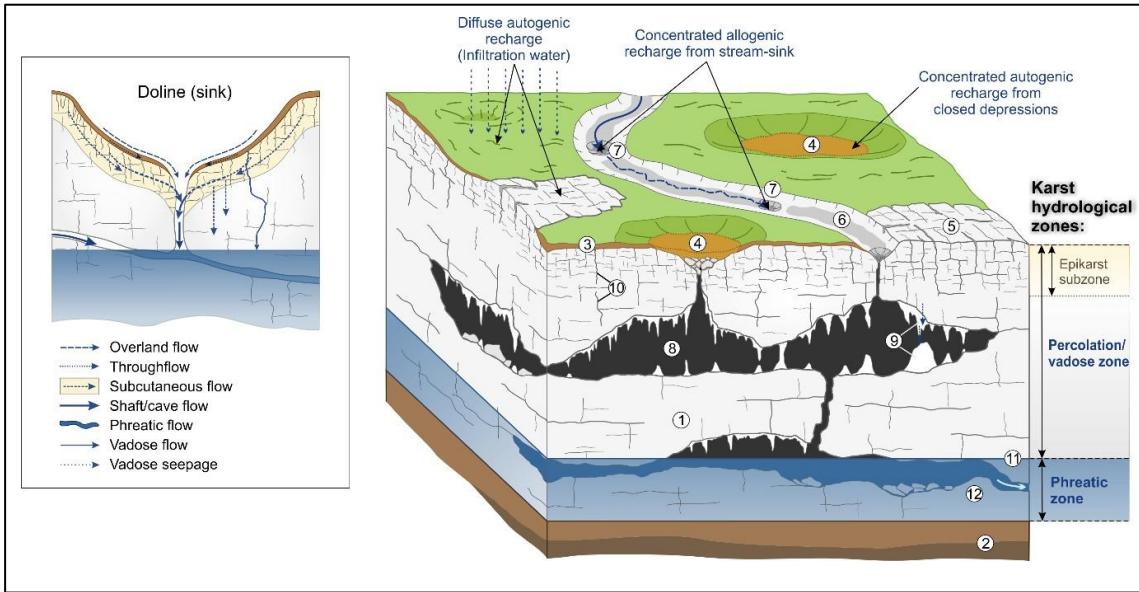 Doline (sink)
Overland flow
Throughflow
Subcutaneous flow
Shaft/cave flow
Phreatic flow
Vadose flow
Vadose seepage
Diffuse autogenic
recharge
(Infiltration water)
Concentrated allogenic
recharge from stream-sink
Concentrated autogenic
recharge from
closed depressions
7
4
7
6
5
3
4
10
8
9
1
11
12
2
Karst
hydrological
zones:
Epikarst
subzone
Percolation/
vadose zone
Phreatic
zone